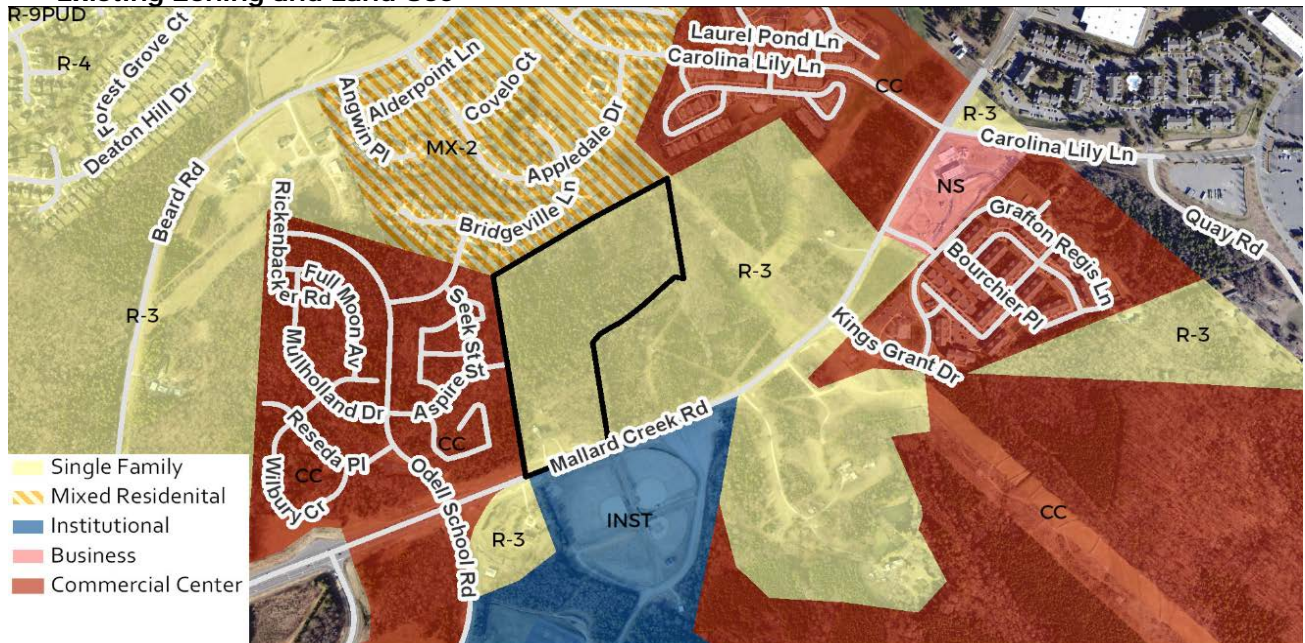 Existing Zoning and Land Use
R-9PUD
R-4
Forest Grove Ct
Deaton Hill Dr
Beard Rd
R-3
Angwin Pl
Alderpoint Ln
Covelo Ct
MX-2
Appledale Dr
Bridgeville Ln
Laurel Pond Ln
Carolina Lily Ln
CC
R-3
Carolina Lily Ln
NS
Quay Rd
Grafton Regis Ln
Bourchier Pl
R-3
Kings Grant Dr
R-3
Rickenbacker Rd
Full Moon Av
Mullholland Dr
Seek St
Aspire St
CC
Reseda Pl
CC
Wilbury Cr
Odell School Rd
Mallard Creek Rd
R-3
INST
CC
Single Family
Mixed Residenital
Institutional
Business
Commercial Center